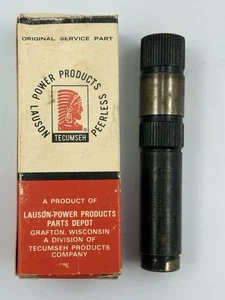 ORIGINAL SERVICE PART
LAUSON POWER PRODUCTS PEERLESS
TECUMSEH
A PRODUCT OF
LAUSON-POWER PRODUCTS
PARTS DEPOT
GRAFTON, WISCONSIN
A DIVISION OF
TECUMSEH PRODUCTS
COMPANY